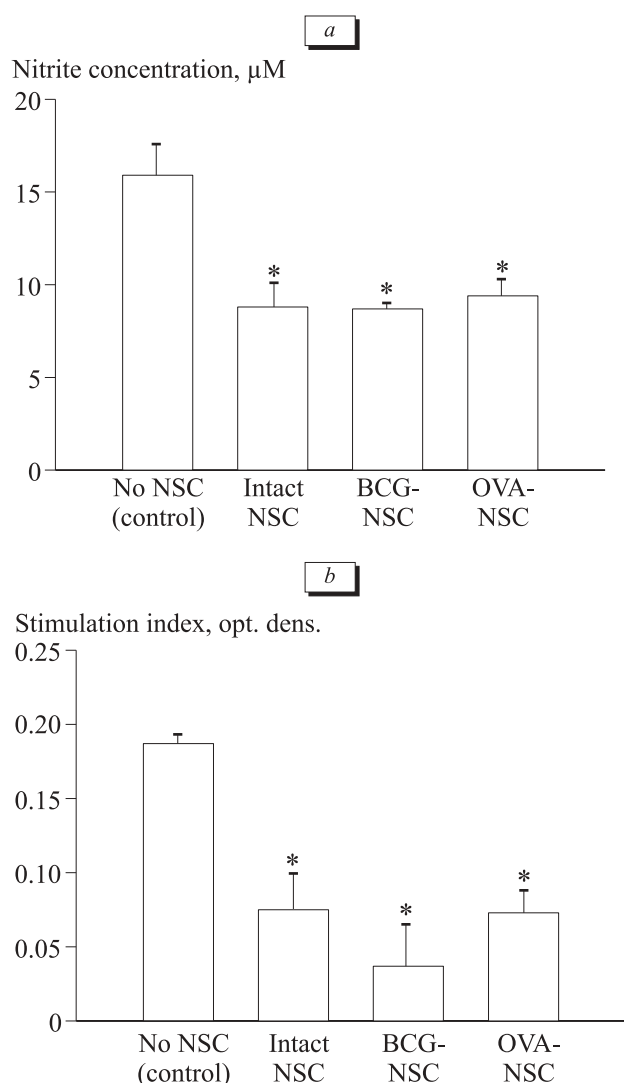 a
Nitrite concentration, µM
20
15
10
5
0
* * *
No NSC (control)
Intact NSC
BCG-
NSC
OVA-
NSC
b
Stimulation index, opt. dens.
0.25
0.20
0.15
0.10
0.05
0
* * *
No NSC
(control)
Intact
NSC
BCG-
NSC
OVA-
NSC